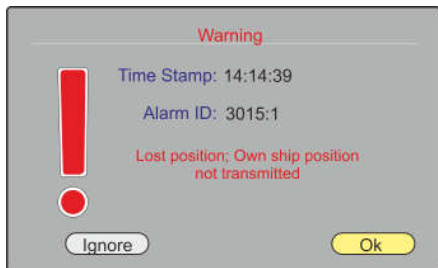 Warning
Time Stamp: 14:14:39
Alarm ID: 3015:1
Lost position; Own ship position
not transmitted
Ignore
Ok